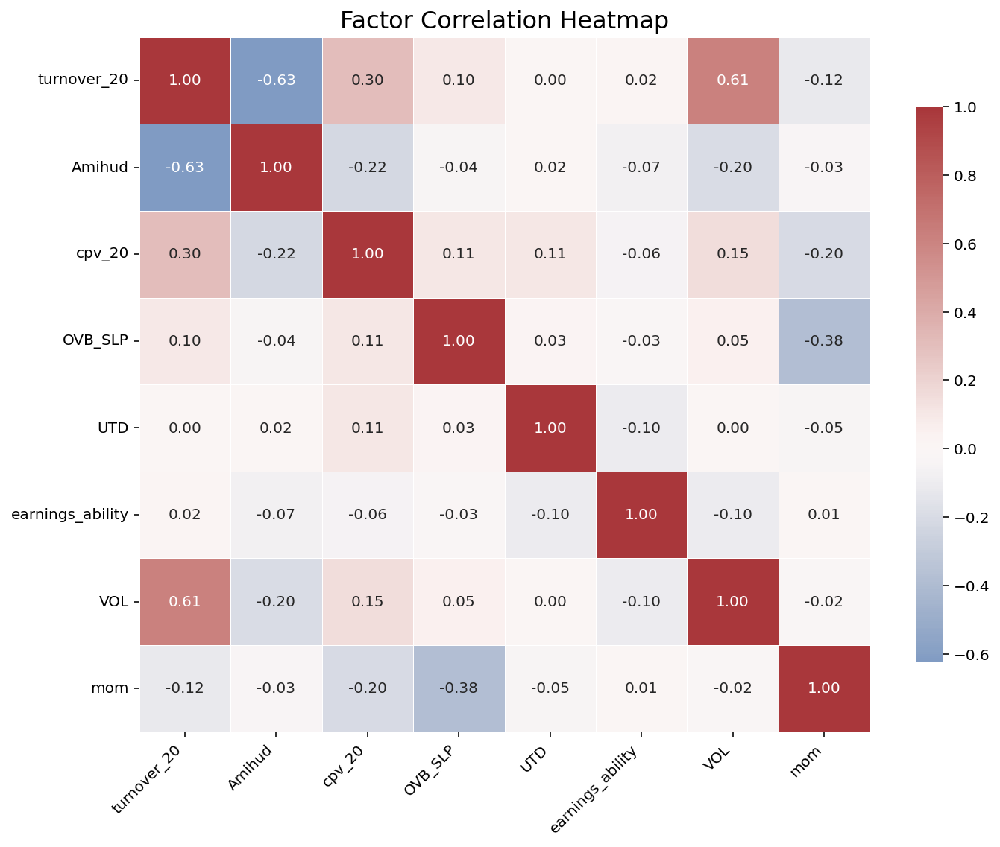 Factor Correlation Heatmap
turnover_20 1.00 -0.63 0.30 0.10 0.00 0.02 0.61 -0.12
Amihud -0.63 1.00 -0.22 -0.04 0.02 -0.07 -0.20 -0.03
cpv_20 0.30 -0.22 1.00 0.11 0.11 -0.06 0.15 -0.20
OVB_SLP 0.10 -0.04 0.11 1.00 0.03 -0.03 0.05 -0.38
UTD 0.00 0.02 0.11 0.03 1.00 -0.10 0.00 -0.05
earnings_ability 0.02 -0.07 -0.06 -0.03 -0.10 1.00 -0.10 0.01
VOL 0.61 -0.20 0.15 0.05 0.00 -0.10 1.00 -0.02
mom -0.12 -0.03 -0.20 -0.38 -0.05 0.01 -0.02 1.00
turnover_20 Amihud cpv_20 OVB_SLP UTD earnings_ability VOL mom
1.0
0.8
0.6
0.4
0.2
0.0
−0.2
−0.4
−0.6